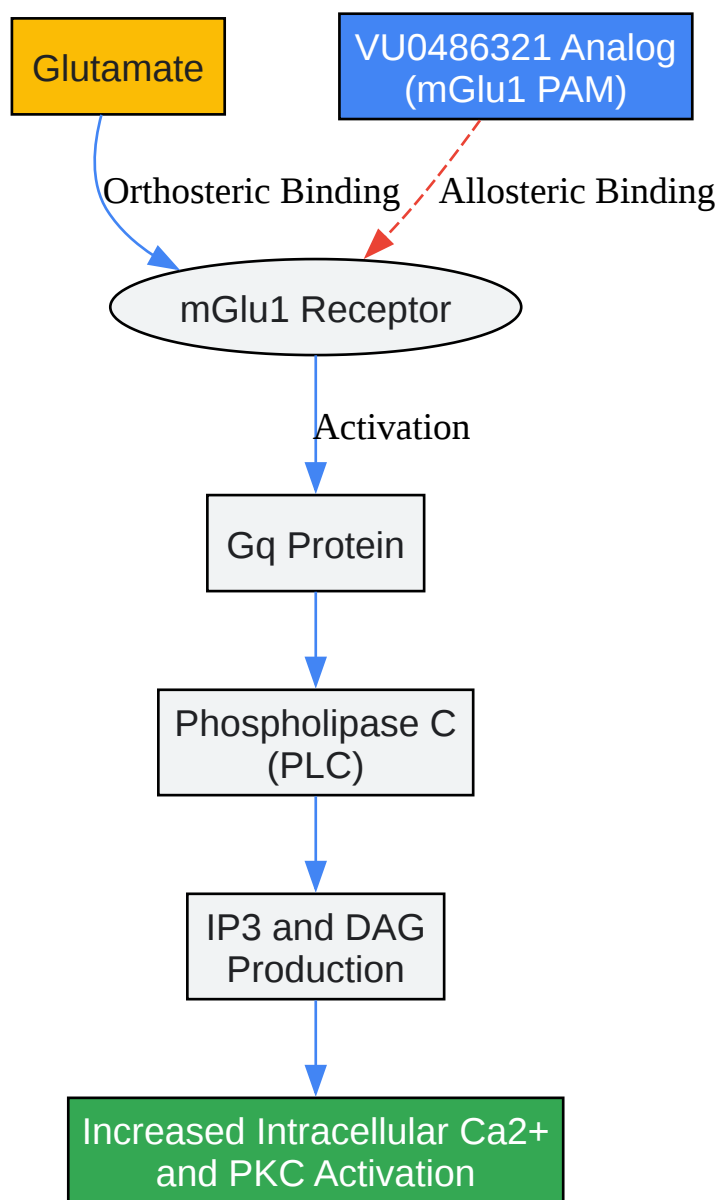 Glutamate
VU0486321 Analog
(mGlu1 PAM)
Orthosteric Binding
Allosteric Binding
mGlu1 Receptor
Activation
Gq Protein
Phospholipase C
(PLC)
IP3 and DAG
Production
Increased Intracellular Ca2+
and PKC Activation